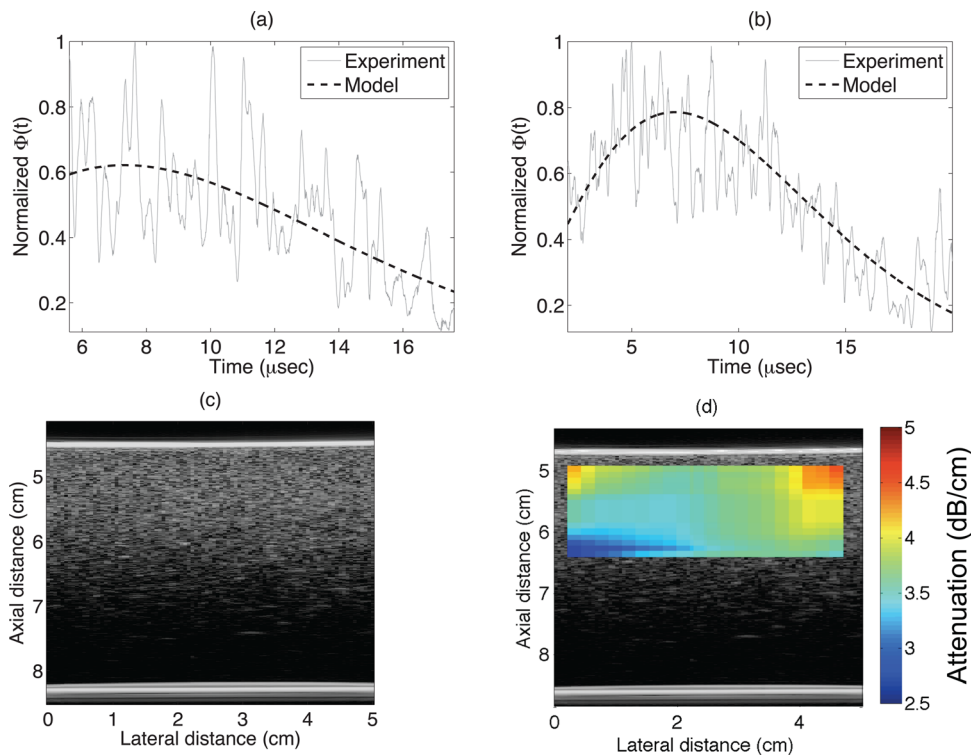 (a)
(b)
Normalized Φ(t)
1
0.8
0.6
0.4
0.2
6
8
10
12
14
16
Time (μsec)
Experiment
Model
Normalized Φ(t)
1
0.8
0.6
0.4
0.2
5
10
15
Time (μsec)
Experiment
Model
(c)
Axial distance (cm)
5
6
7
8
0
1
2
3
4
5
Lateral distance (cm)
(d)
Axial distance (cm)
5
6
7
8
0
2
4
Lateral distance (cm)
5
4.5
4
3.5
3
2.5
Attenuation (dB/cm)